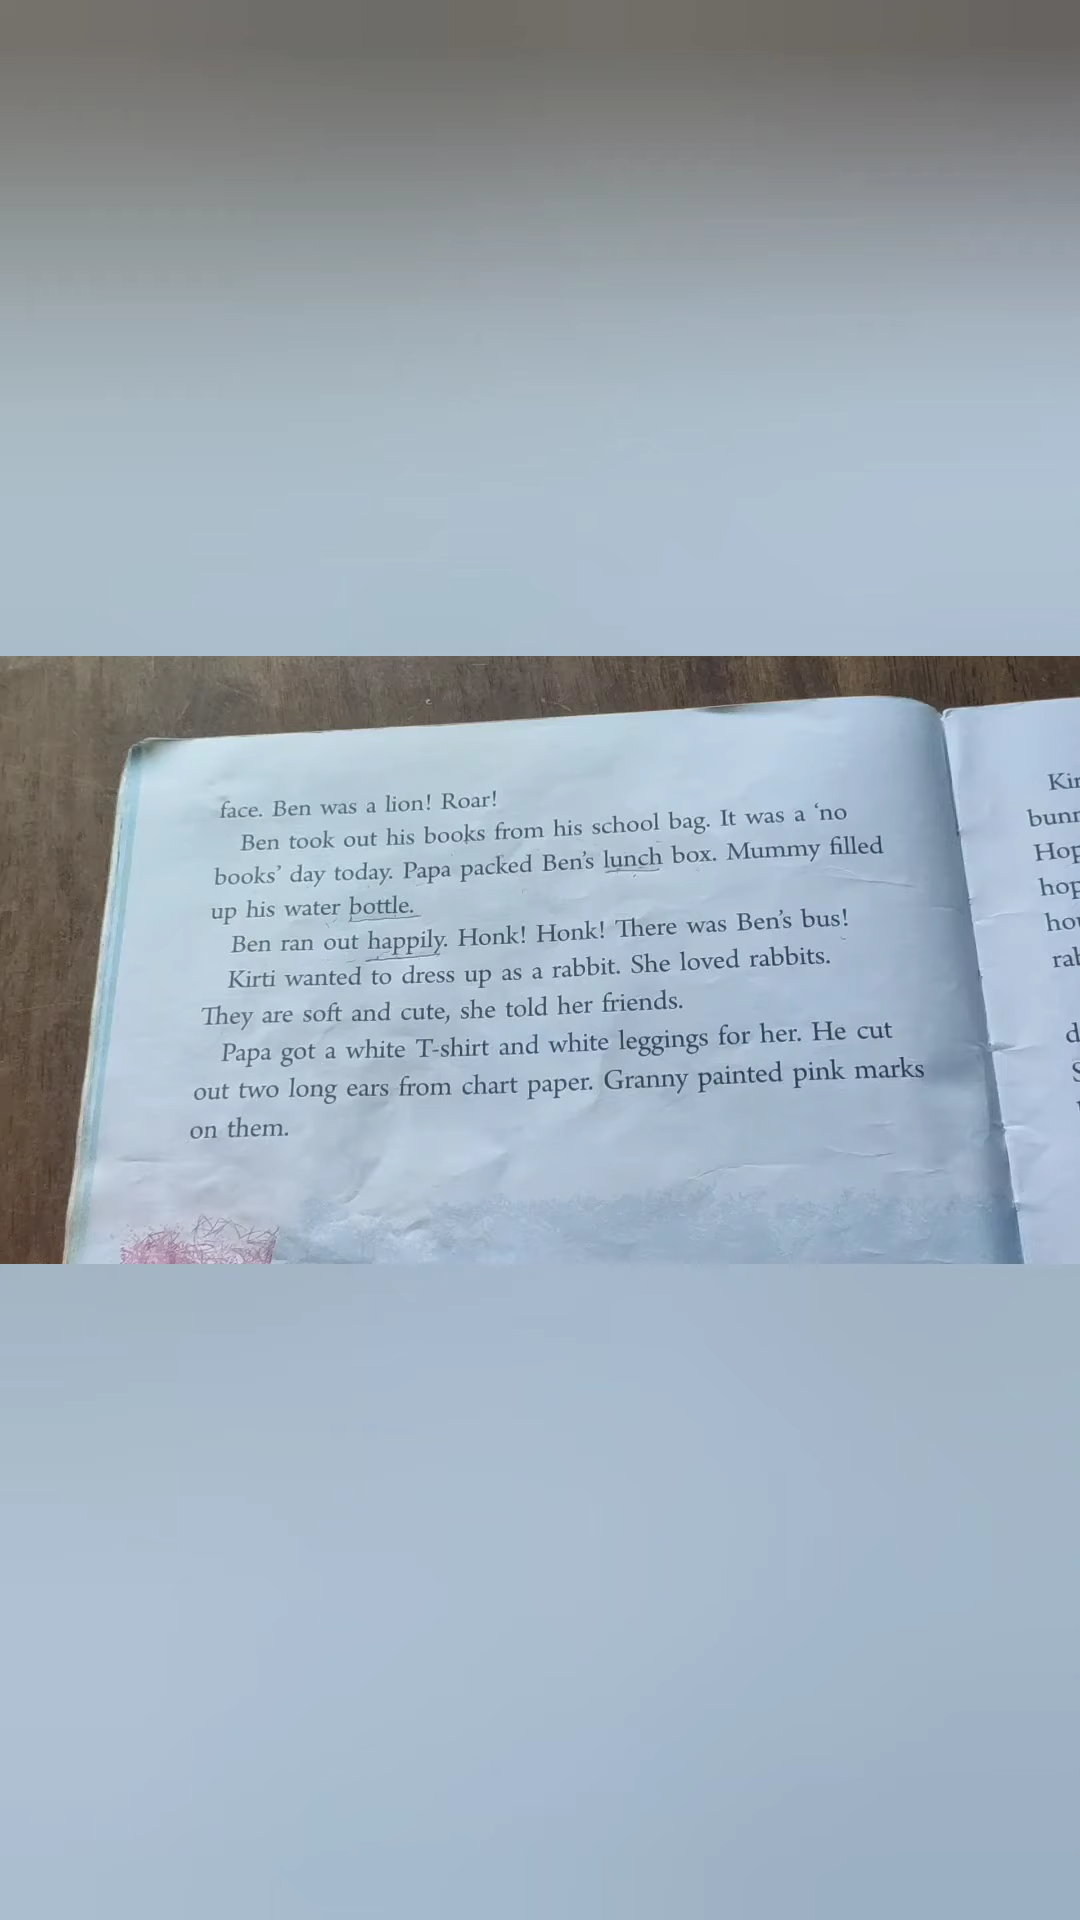 face. Ben was a lion! Roar!
Ben took out his books from his school bag. It was a ‘no
books’ day today. Papa packed Ben’s lunch box. Mummy filled
up his water bottle.
Ben ran out happily. Honk! Honk! There was Ben’s bus!
Kirti wanted to dress up as a rabbit. She loved rabbits.
They are soft and cute, she told her friends.
Papa got a white T-shirt and white leggings for her. He cut
out two long ears from chart paper. Granny painted pink marks
on them.